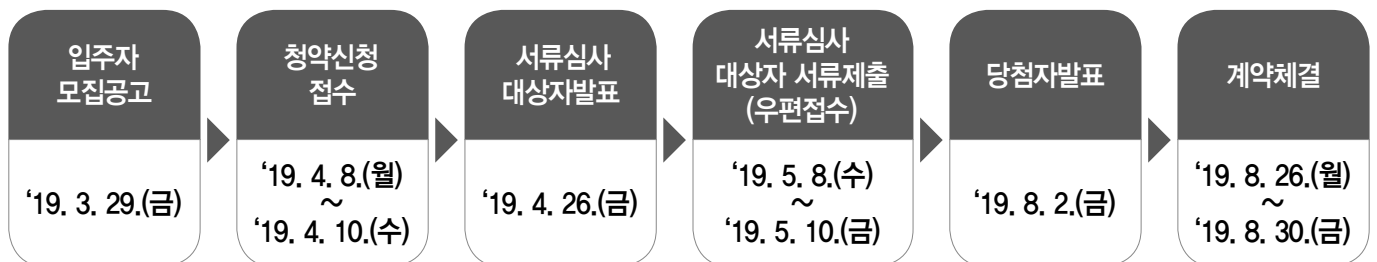 입주자
모집공고
‘19. 3. 29.(금)
청약신청
접수
‘19. 4. 8.(월)
~
‘19. 4. 10.(수)
서류심사
대상자발표
‘19. 4. 26.(금)
서류심사
대상자 서류제출
(우편접수)
‘19. 5. 8.(수)
~
‘19. 5. 10.(금)
당첨자발표
‘19. 8. 2.(금)
계약체결
‘19. 8. 26.(월)
~
‘19. 8. 30.(금)